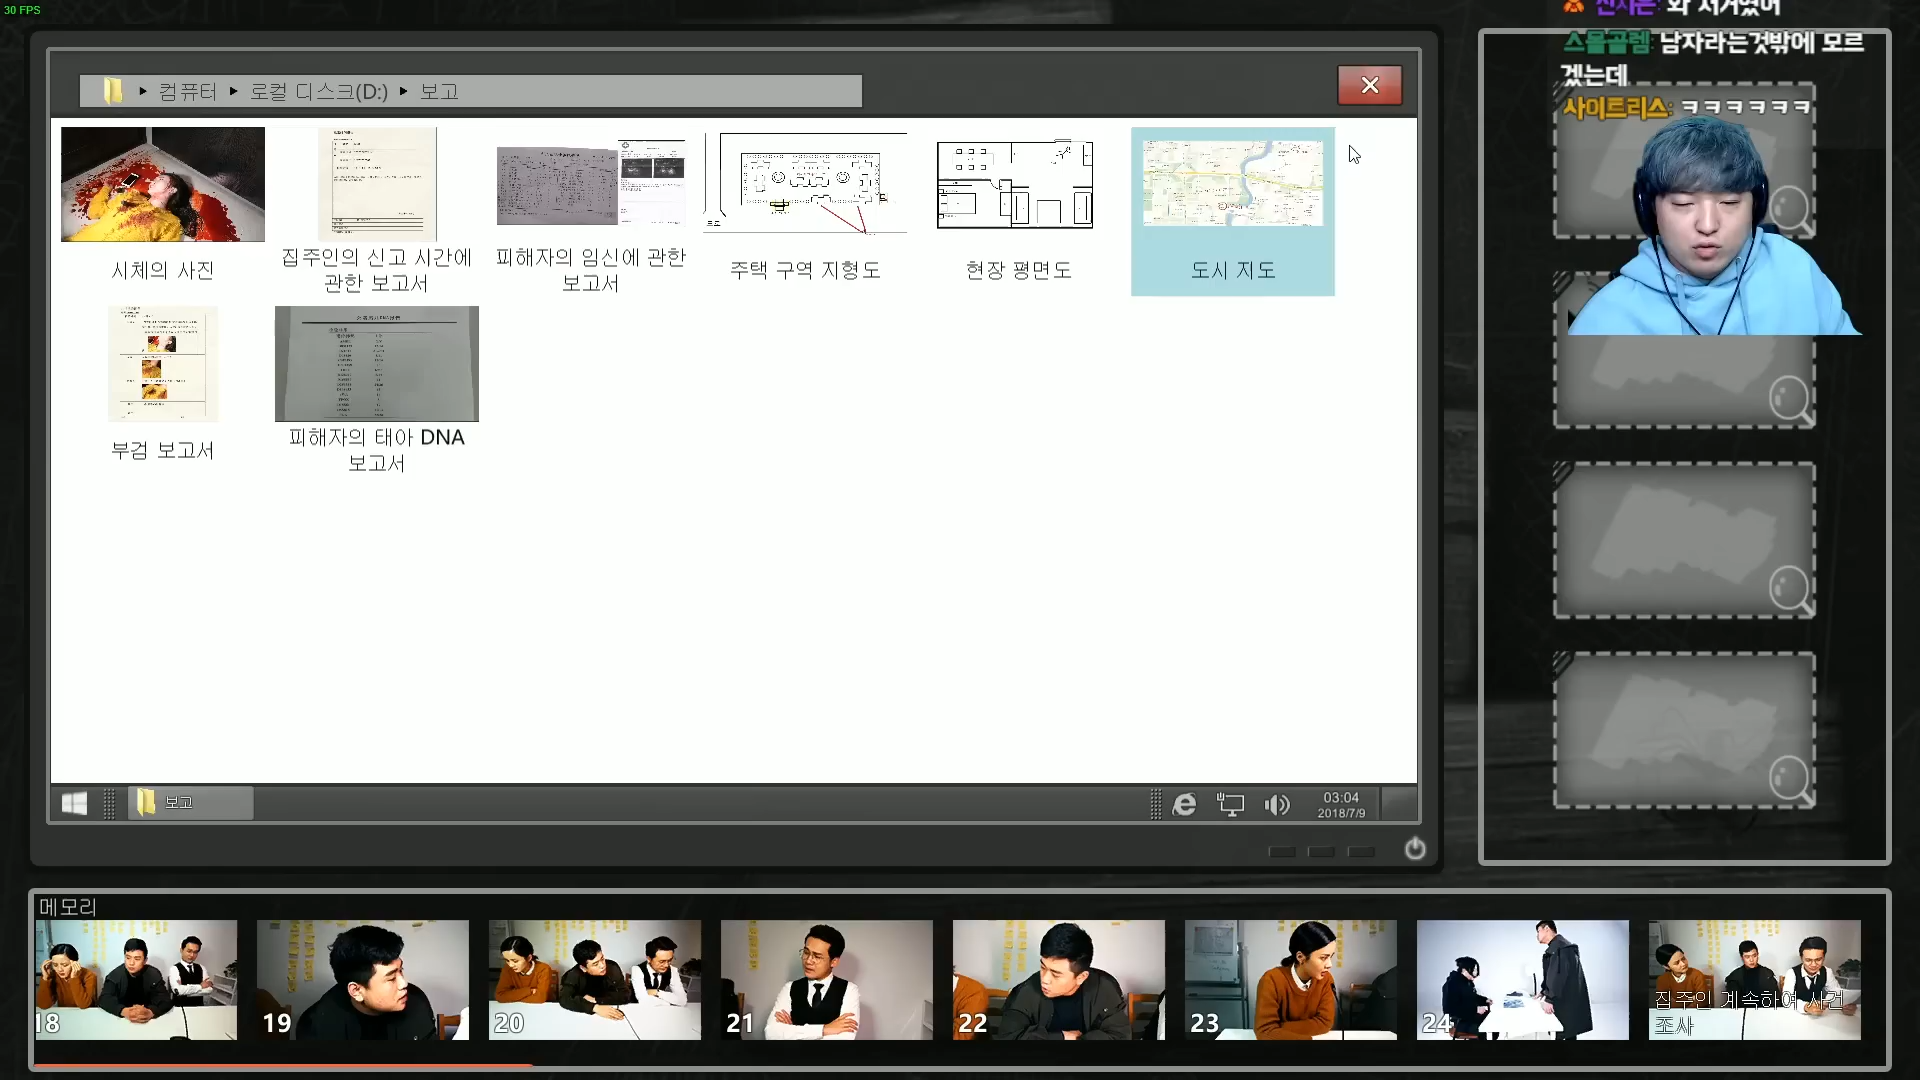 30 FPS
와 저거였어
스몰골렘: 남자라는것밖에 모르
겠는데
사이트리스: ㅋㅋㅋㅋㅋㅋ
컴퓨터 ▸ 로컬 디스크(D:) ▸ 보고
시체의 사진
집주인의 신고 시간에
관한 보고서
피해자의 임신에 관한
보고서
주택 구역 지형도
현장 평면도
도시 지도
부검 보고서
피해자의 태아 DNA
보고서
보고
03:04
2018/7/9
메모리
18
19
20
21
22
23
24
집주인 계속하여 사건
조사